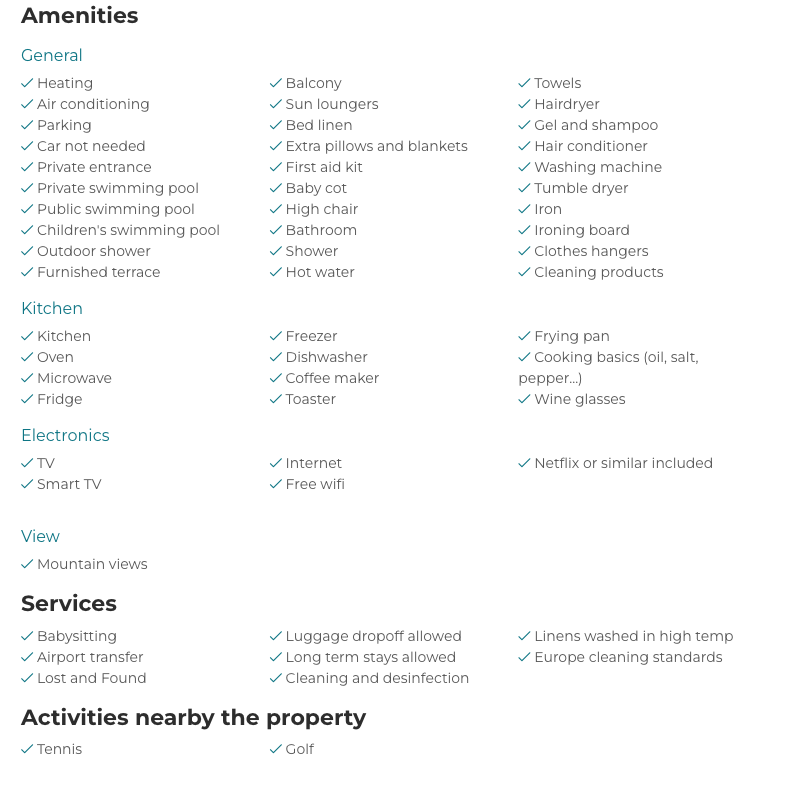 Amenities
General
Heating
Air conditioning
Parking
Car not needed
Private entrance
Private swimming pool
Public swimming pool
Children's swimming pool
Outdoor shower
Furnished terrace
Balcony
Sun loungers
Bed linen
Extra pillows and blankets
First aid kit
Baby cot
High chair
Bathroom
Shower
Hot water
Towels
Hairdryer
Gel and shampoo
Hair conditioner
Washing machine
Tumble dryer
Iron
Ironing board
Clothes hangers
Cleaning products
Kitchen
Kitchen
Oven
Microwave
Fridge
Freezer
Dishwasher
Coffee maker
Toaster
Frying pan
Cooking basics (oil, salt,
pepper...)
Wine glasses
Electronics
TV
Smart TV
Internet
Free wifi
Netflix or similar included
View
Mountain views
Services
Babysitting
Airport transfer
Lost and Found
Luggage dropoff allowed
Long term stays allowed
Cleaning and desinfection
Linens washed in high temp
Europe cleaning standards
Activities nearby the property
Tennis
Golf